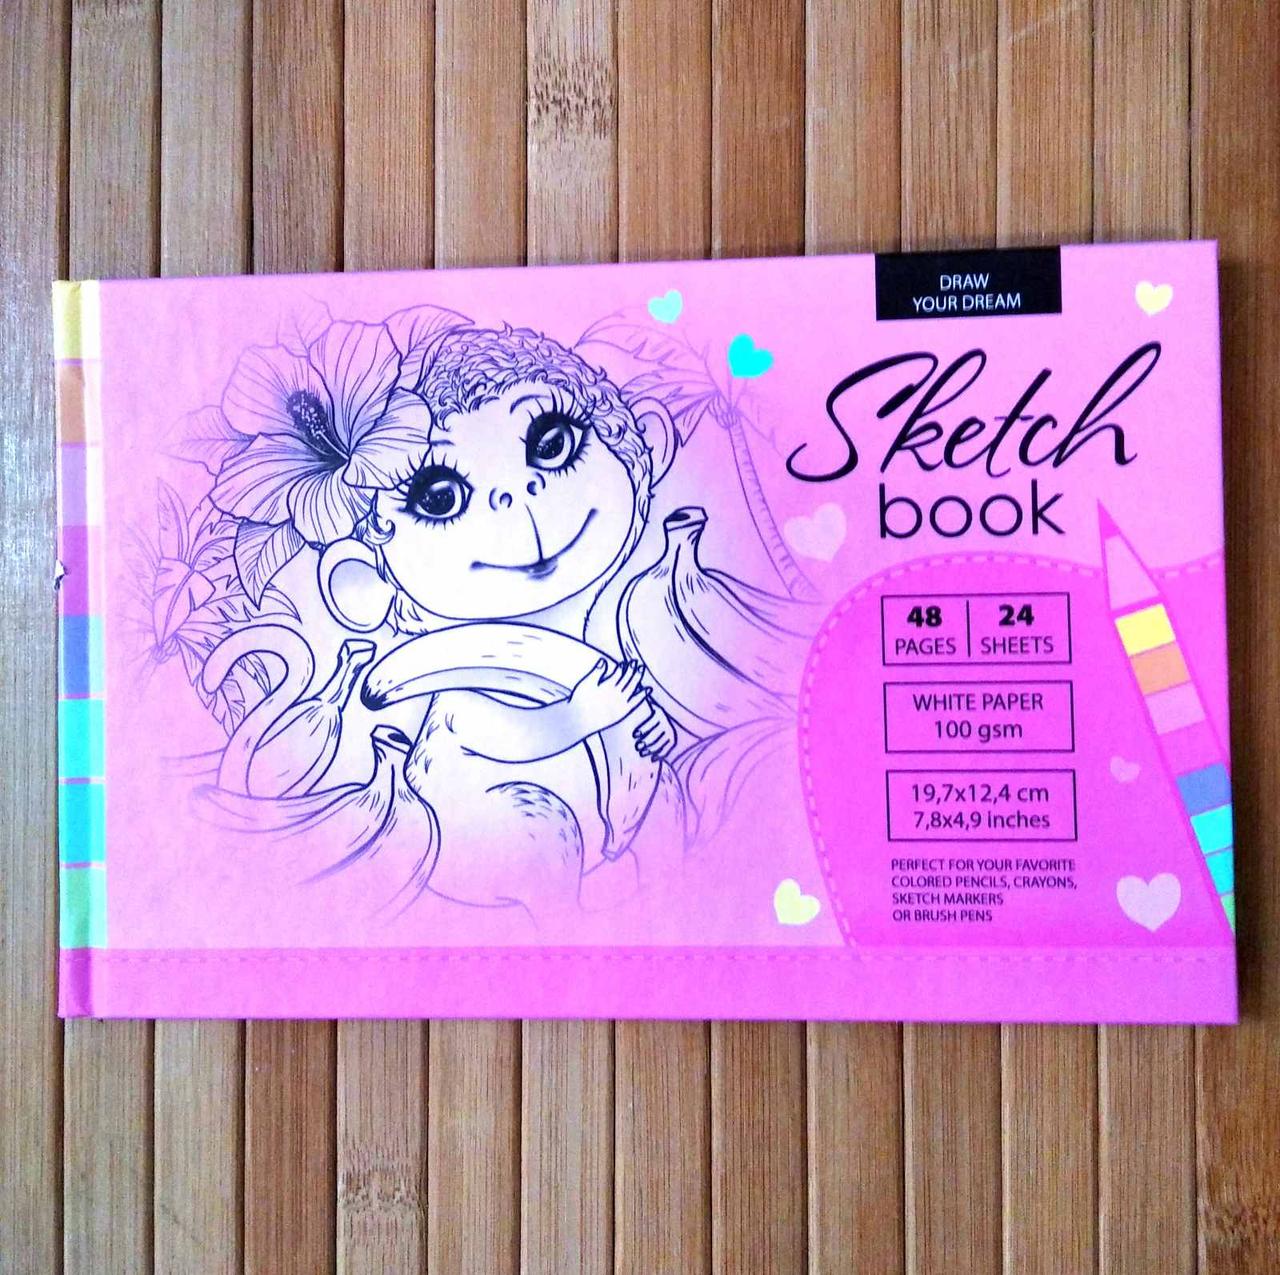 DRAW
YOUR DREAM
Sketch
book
48 24
PAGES SHEETS
WHITE PAPER
100 gsm
19,7x12,4 cm
7,8x4,9 inches
PERFECT FOR YOUR FAVORITE
COLORED PENCILS, CRAYONS,
SKETCH MARKERS
OR BRUSH PENS